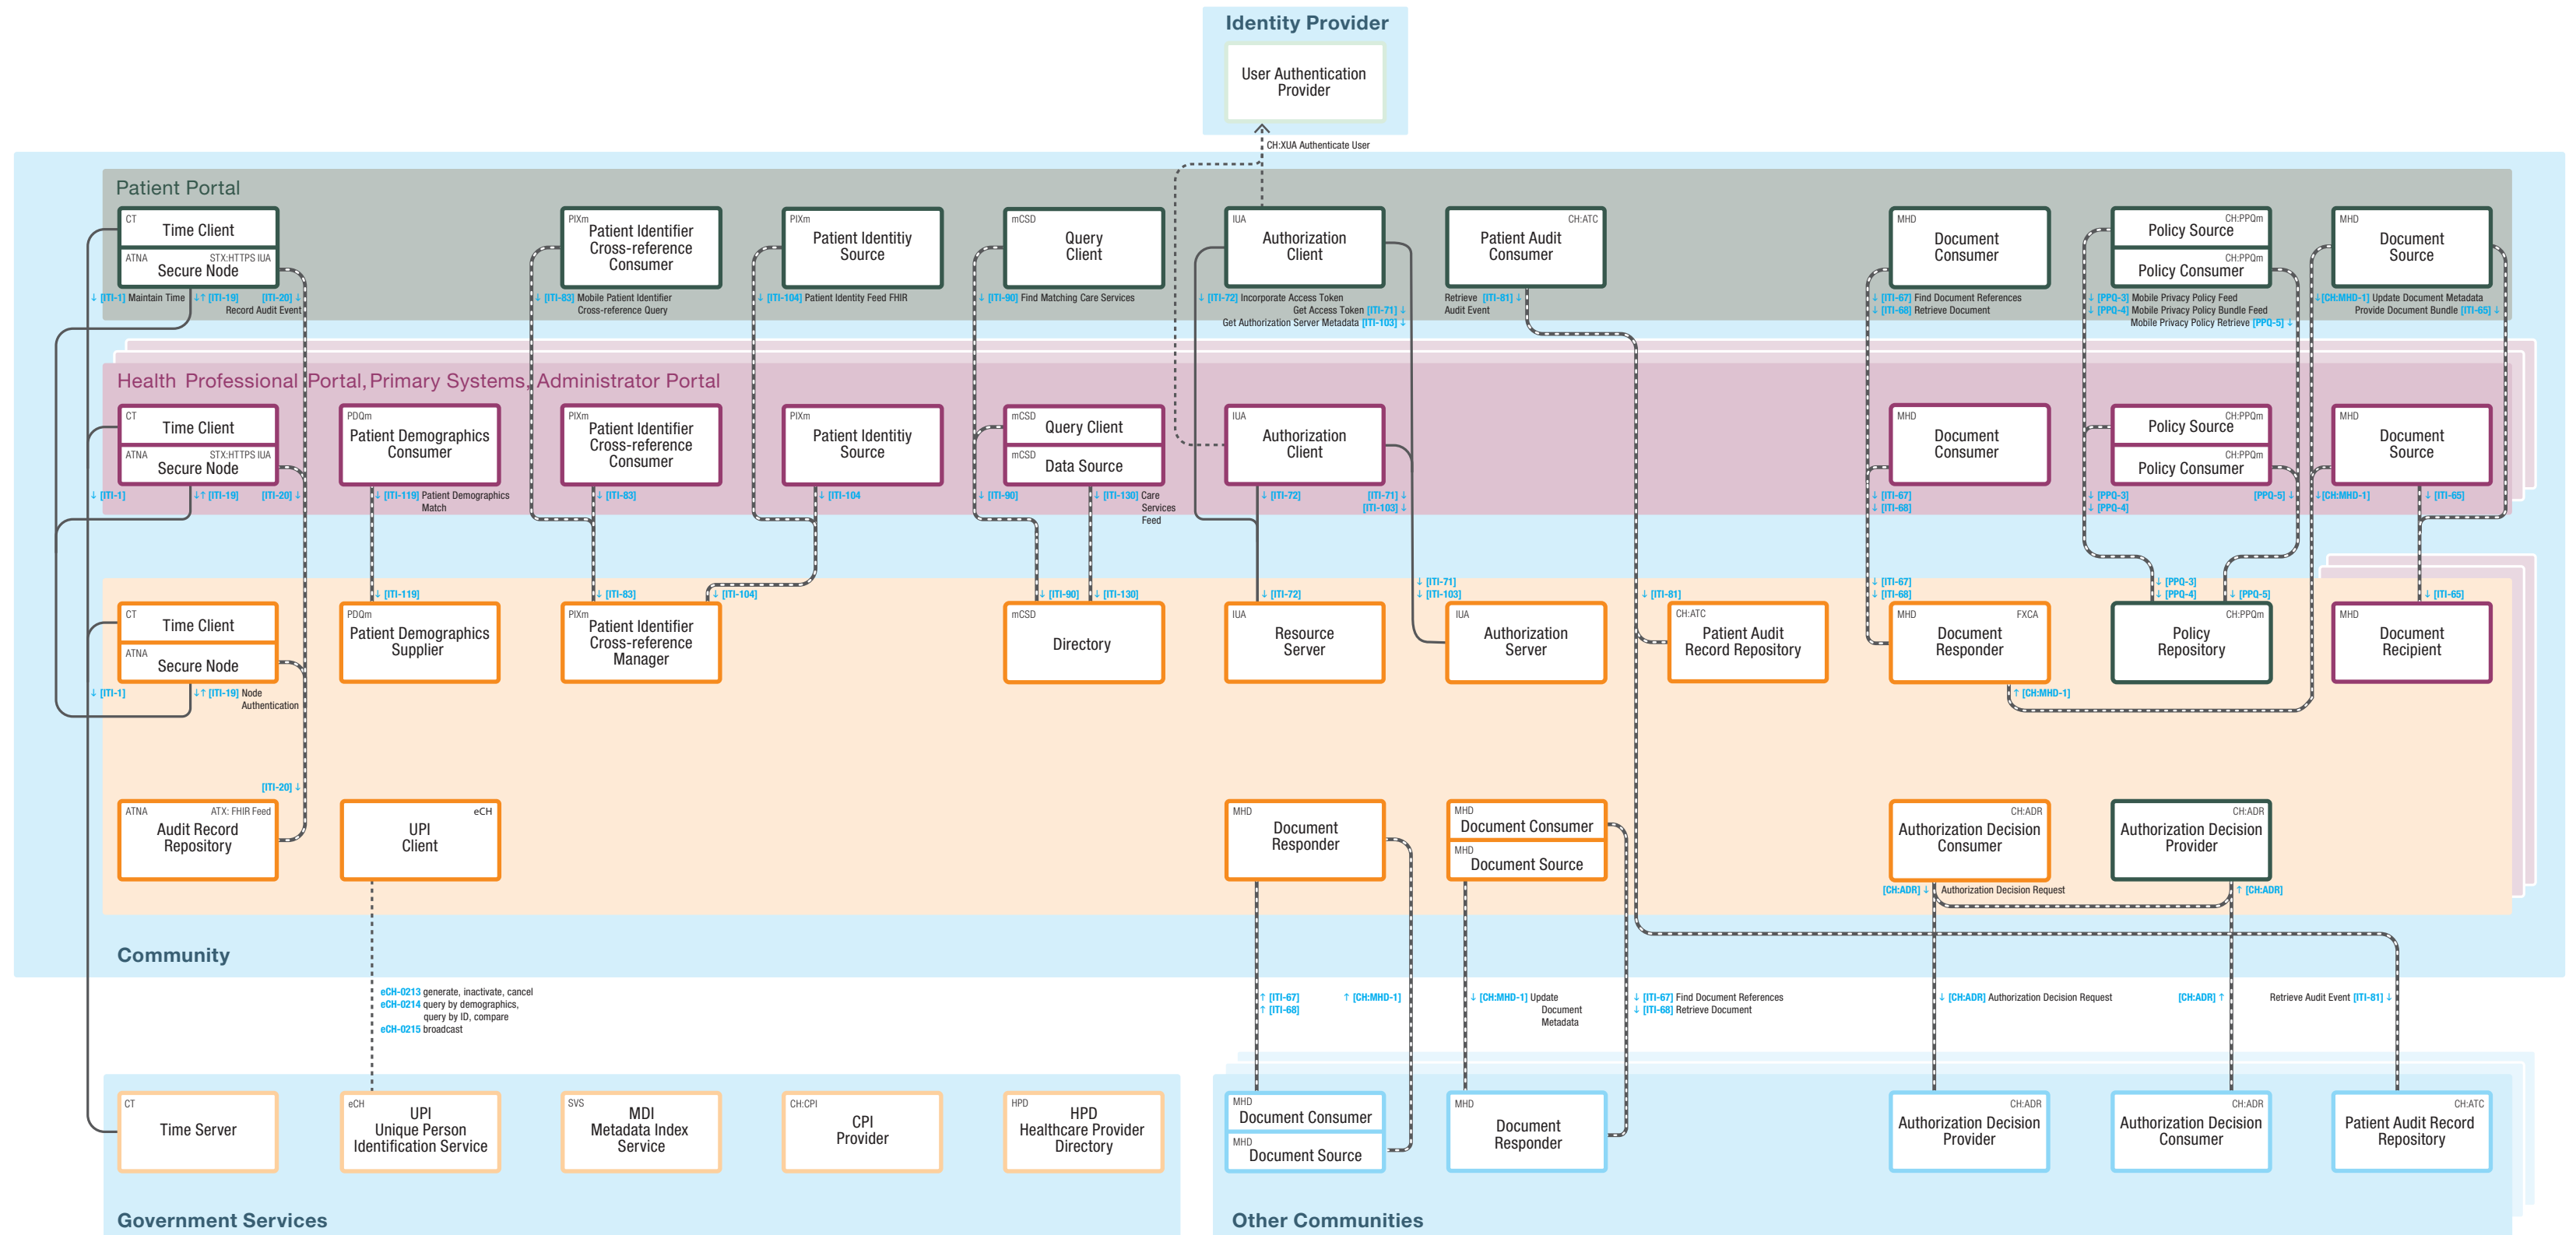 Identity Provider
User Authentication
Provider
CH:XUA Authenticate User
Patient Portal
CT
Time Client
ATNA STX:HTTPS IUA
Secure Node
↓ [ITI-1] Maintain Time ↓↑ [ITI-19] [ITI-20] ↓
Record Audit Event
PIXm
Patient Identifier
Cross-reference
Consumer
↓ [ITI-83] Mobile Patient Identifier
Cross-reference Query
PIXm
Patient Identitiy
Source
↓ [ITI-104] Patient Identity Feed FHIR
mCSD
Query
Client
↓ [ITI-90] Find Matching Care Services
IUA
Authorization
Client
↓ [ITI-72] Incorporate Access Token
Get Access Token [ITI-71] ↓
Get Authorization Server Metadata [ITI-103] ↓
CH:ATC
Patient Audit
Consumer
Retrieve [ITI-81] ↓
Audit Event
MHD
Document
Consumer
↓ [ITI-67] Find Document References
↓ [ITI-68] Retrieve Document
CH:PPQm
Policy Source
CH:PPQm
Policy Consumer
↓ [PPQ-3] Mobile Privacy Policy Feed
↓ [PPQ-4] Mobile Privacy Policy Bundle Feed
Mobile Privacy Policy Retrieve [PPQ-5] ↓
MHD
Document
Source
↓[CH:MHD-1] Update Document Metadata
Provide Document Bundle [ITI-65] ↓
Health Professional Portal, Primary Systems, Administrator Portal
CT
Time Client
ATNA STX:HTTPS IUA
Secure Node
↓ [ITI-1] ↓↑ [ITI-19] [ITI-20] ↓
PDQm
Patient Demographics
Consumer
↓ [ITI-119] Patient Demographics
Match
PIXm
Patient Identifier
Cross-reference
Consumer
↓ [ITI-83]
PIXm
Patient Identitiy
Source
↓ [ITI-104
mCSD
Query Client
mCSD
Data Source
↓ [ITI-90] ↓ [ITI-130] Care
Services
Feed
IUA
Authorization
Client
↓ [ITI-72] [ITI-71] ↓
[ITI-103] ↓
MHD
Document
Consumer
↓ [ITI-67]
↓ [ITI-68]
CH:PPQm
Policy Source
CH:PPQm
Policy Consumer
↓ [PPQ-3] [PPQ-5] ↓
↓ [PPQ-4]
MHD
Document
Source
↓[CH:MHD-1] ↓ [ITI-65]
CT
Time Client
ATNA
Secure Node
↓ [ITI-1] ↓↑ [ITI-19] Node
Authentication
↓ [ITI-119]
PDQm
Patient Demographics
Supplier
↓ [ITI-83] ↓ [ITI-104]
PIXm
Patient Identifier
Cross-reference
Manager
↓ [ITI-90] ↓ [ITI-130]
mCSD
Directory
↓ [ITI-72]
IUA
Resource
Server
↓ [ITI-71]
↓ [ITI-103]
IUA
Authorization
Server
↓ [ITI-81]
CH:ATC
Patient Audit
Record Repository
↓ [ITI-67]
↓ [ITI-68]
MHD FXCA
Document
Responder
↑ [CH:MHD-1]
↓ [PPQ-3]
↓ [PPQ-4] ↓ [PPQ-5]
CH:PPQm
Policy
Repository
↓ [ITI-65]
MHD
Document
Recipient
[ITI-20] ↓
ATNA ATX: FHIR Feed
Audit Record
Repository
eCH
UPI
Client
MHD
Document
Responder
MHD
Document Consumer
MHD
Document Source
CH:ADR
Authorization Decision
Consumer
[CH:ADR] ↓ Authorization Decision Request
CH:ADR
Authorization Decision
Provider
↑ [CH:ADR]
Community
eCH-0213 generate, inactivate, cancel
eCH-0214 query by demographics,
query by ID, compare
eCH-0215 broadcast
↑ [ITI-67] ↑ [CH:MHD-1]
↑ [ITI-68]
↓ [CH:MHD-1] Update
Document
Metadata
↓ [ITI-67] Find Document References
↓ [ITI-68] Retrieve Document
↓ [CH:ADR] Authorization Decision Request
[CH:ADR] ↑
Retrieve Audit Event [ITI-81] ↓
CT
Time Server
eCH
UPI
Unique Person
Identification Service
SVS
MDI
Metadata Index
Service
CH:CPI
CPI
Provider
HPD
HPD
Healthcare Provider
Directory
MHD
Document Consumer
MHD
Document Source
MHD
Document
Responder
CH:ADR
Authorization Decision
Provider
CH:ADR
Authorization Decision
Consumer
CH:ATC
Patient Audit Record
Repository
Government Services
Other Communities